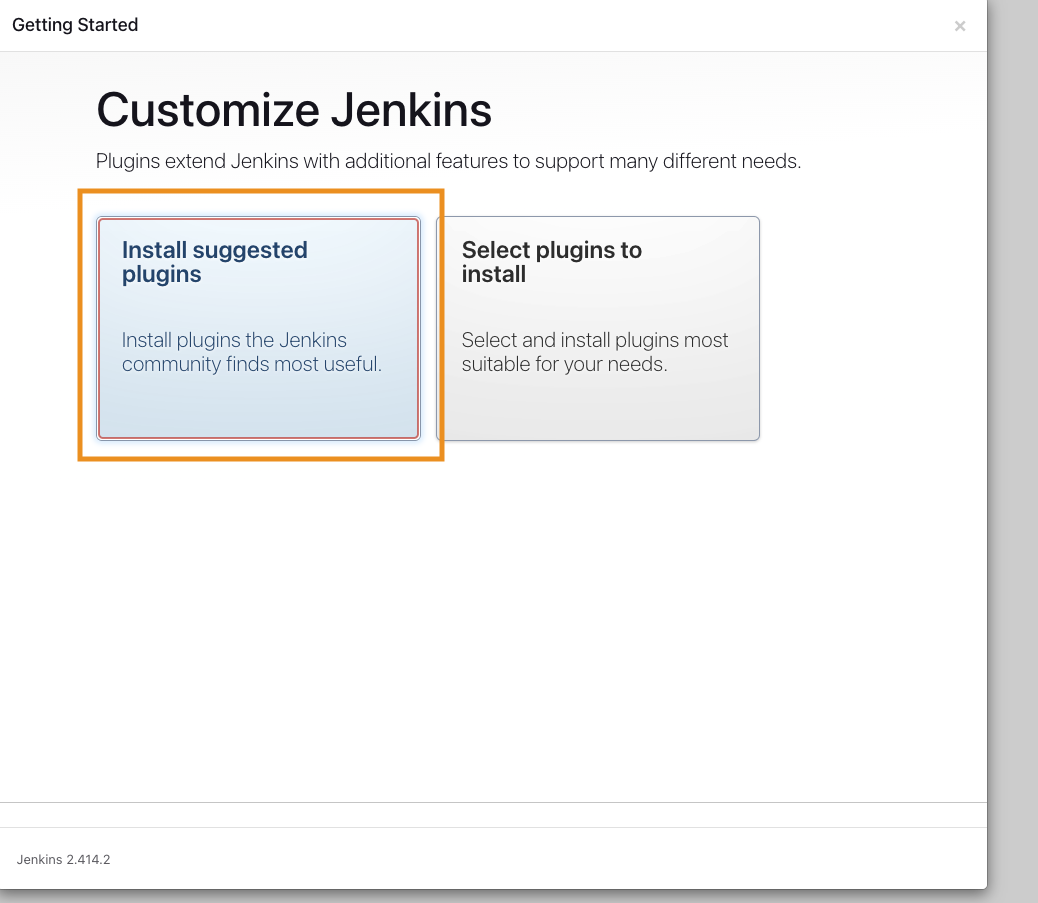 Getting Started
×
Customize Jenkins
Plugins extend Jenkins with additional features to support many different needs.
Install suggested
plugins
Install plugins the Jenkins
community finds most useful.
Select plugins to
install
Select and install plugins most
suitable for your needs.
Jenkins 2.414.2